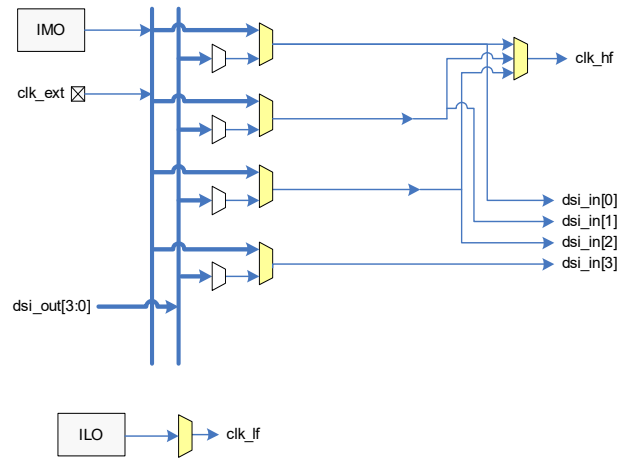 IMO
clk_hf
clk_ext
dsi_in[0]
dsi_in[1]
dsi_in[2]
dsi_in[3]
dsi_out[3:0]
ILO
clk_lf